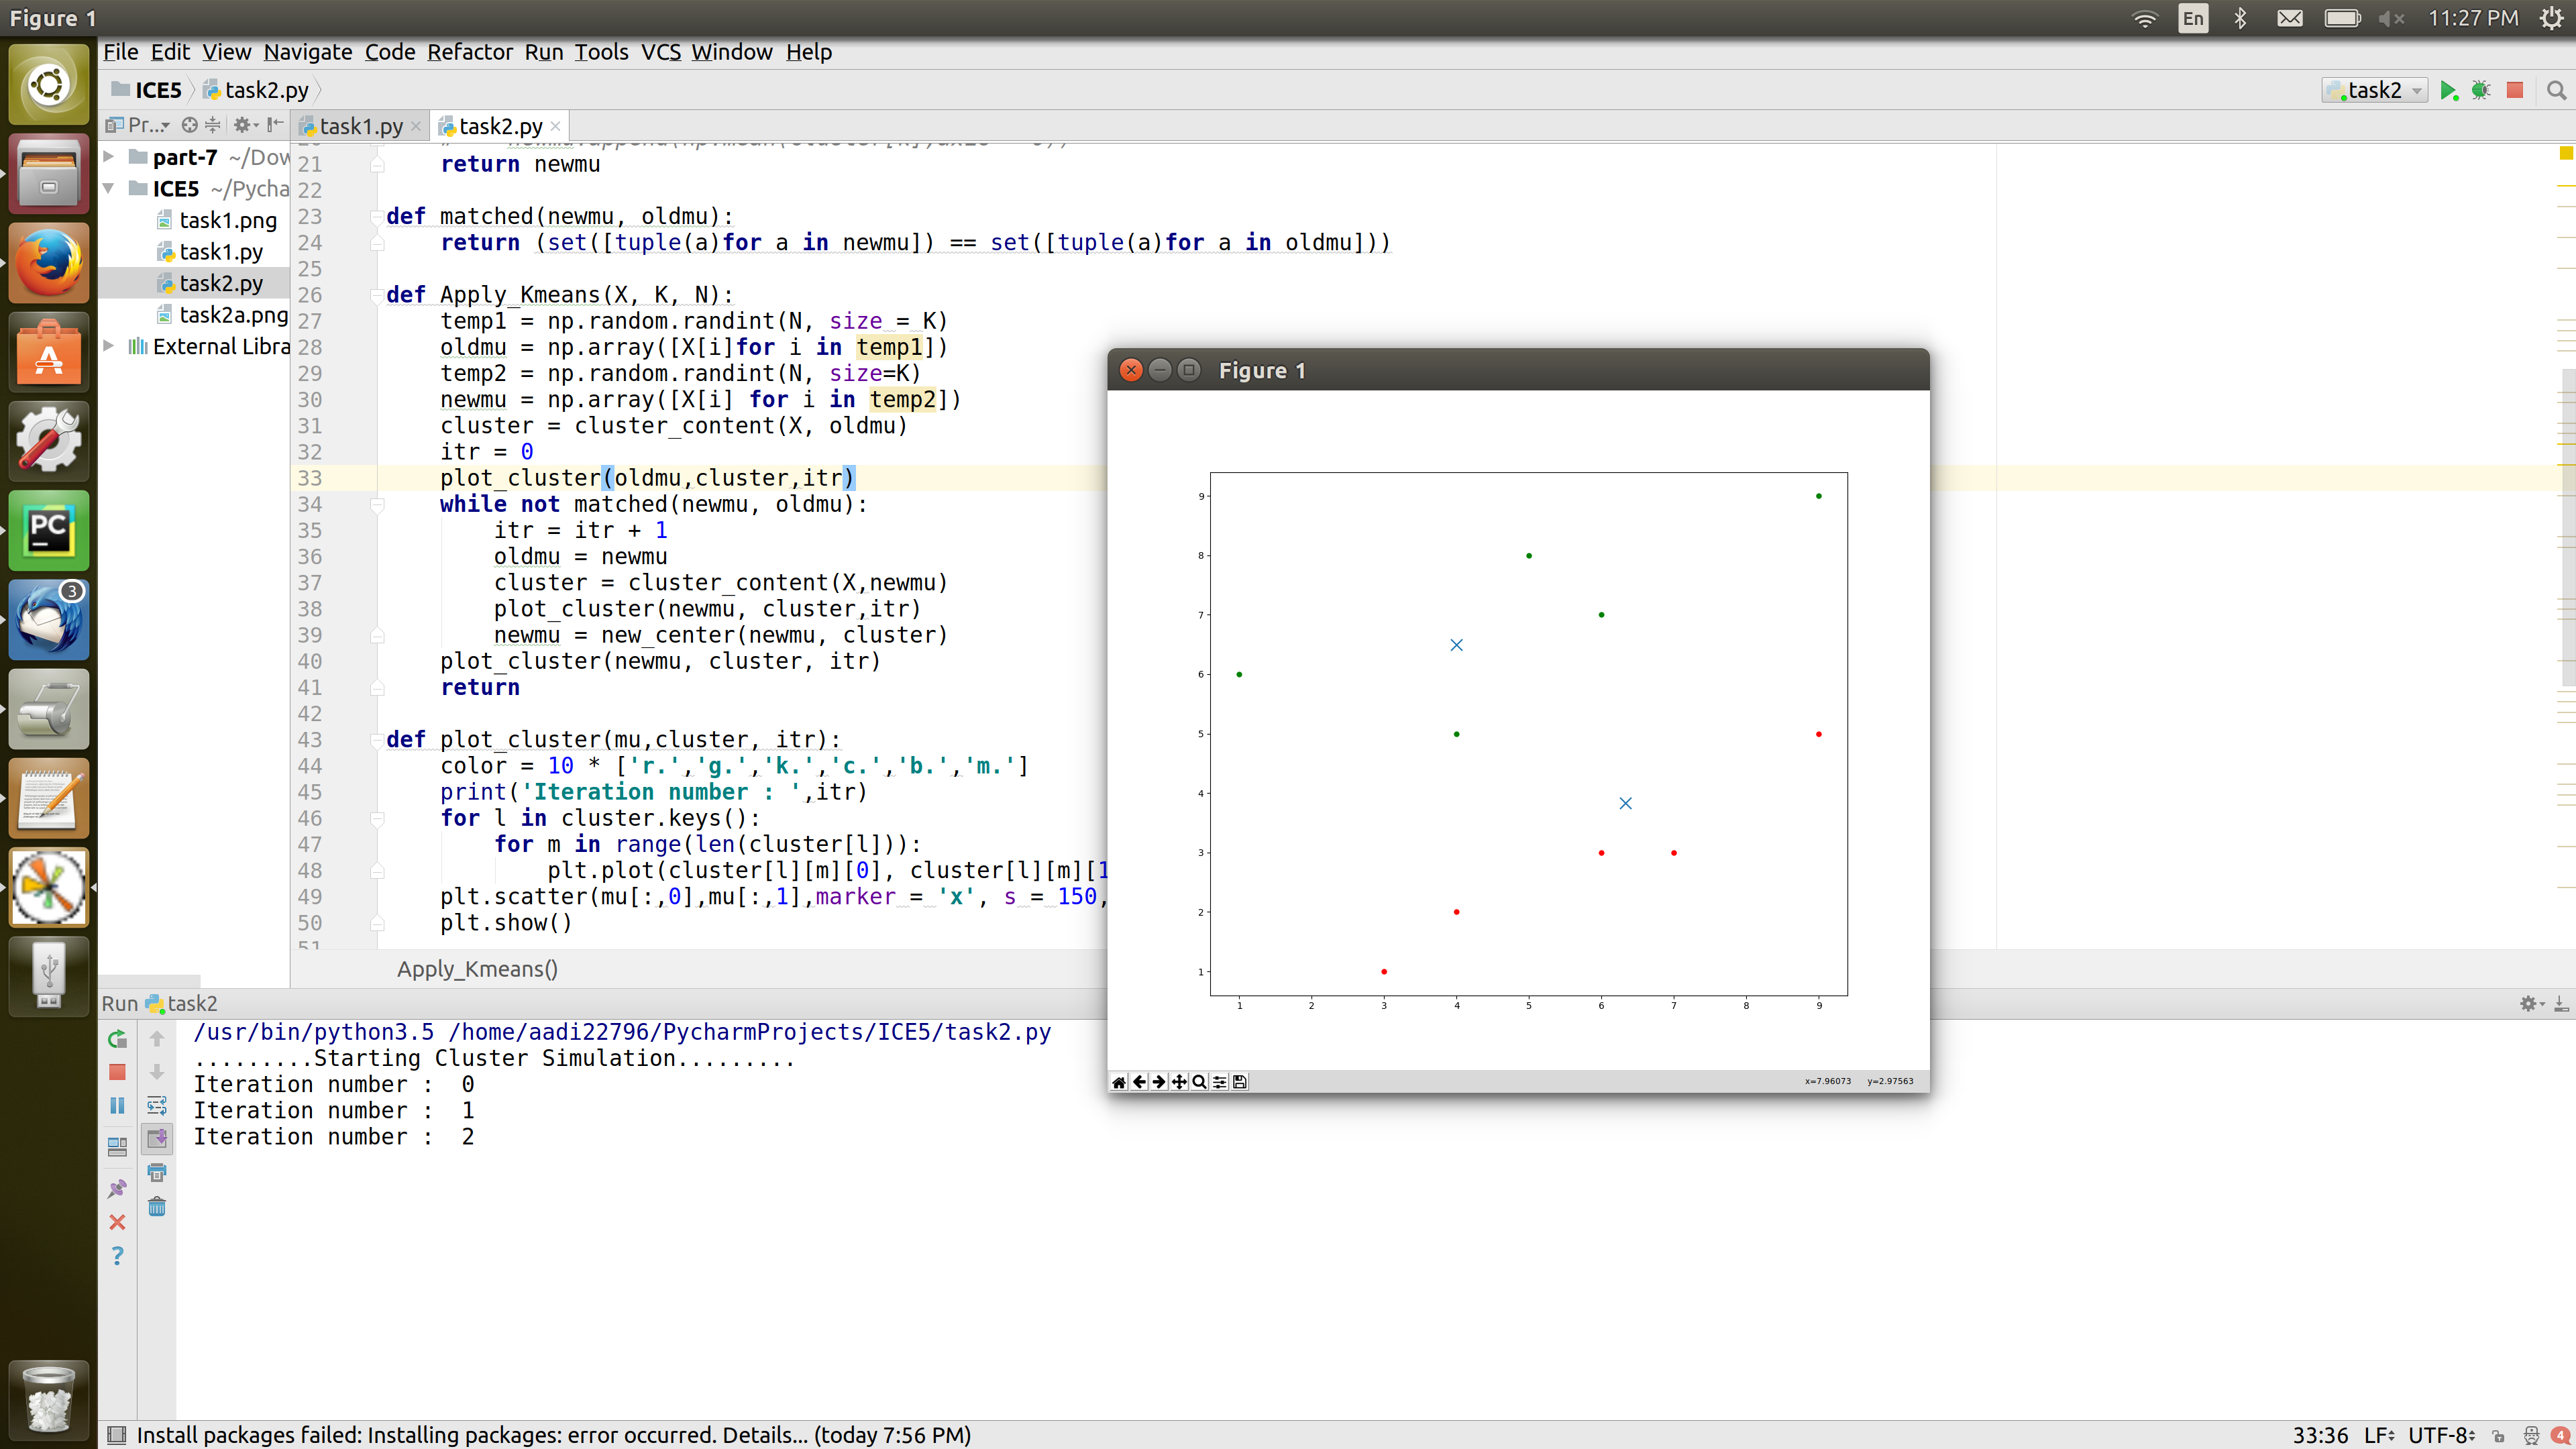 Figure 1
En
11:27 PM
File Edit View Navigate Code Refactor Run Tools VCS Window Help
ICE5 task2.py
task2
Pr...
task1.py
task2.py
part-7 ~/Dow
ICE5 ~/Pycha
task1.png
task1.py
task2.py
task2a.png
External Libra
PC
3
21 return newmu
22
23 def matched(newmu, oldmu):
24 return (set([tuple(a)for a in newmu]) == set([tuple(a)for a in oldmu]))
25
26 def Apply_Kmeans(X, K, N):
27 temp1 = np.random.randint(N, size = K)
28 oldmu = np.array([X[i]for i in temp1])
29 temp2 = np.random.randint(N, size=K)
30 newmu = np.array([X[i] for i in temp2])
31 cluster = cluster_content(X, oldmu)
32 itr = 0
33 plot_cluster(oldmu,cluster,itr)
34 while not matched(newmu, oldmu):
35 itr = itr + 1
36 oldmu = newmu
37 cluster = cluster_content(X,newmu)
38 plot_cluster(newmu, cluster,itr)
39 newmu = new_center(newmu, cluster)
40 plot_cluster(newmu, cluster, itr)
41 return
42
43 def plot_cluster(mu,cluster, itr):
44 color = 10 * ['r.','g.','k.','c.','b.','m.']
45 print('Iteration number : ',itr)
46 for l in cluster.keys():
47 for m in range(len(cluster[l])):
48 plt.plot(cluster[l][m][0], cluster[l][m][1
49 plt.scatter(mu[:,0],mu[:,1],marker = 'x', s = 150,
50 plt.show()
51
Apply_Kmeans()
Figure 1
9
8
7
6
5
4
3
2
1
1 2 3 4 5 6 7 8 9
x=7.96073 y=2.97563
Run task2
/usr/bin/python3.5 /home/aadi22796/PycharmProjects/ICE5/task2.py
.........Starting Cluster Simulation.........
Iteration number :  0
Iteration number :  1
Iteration number :  2
Install packages failed: Installing packages: error occurred. Details... (today 7:56 PM)
33:36 LF UTF-8 4